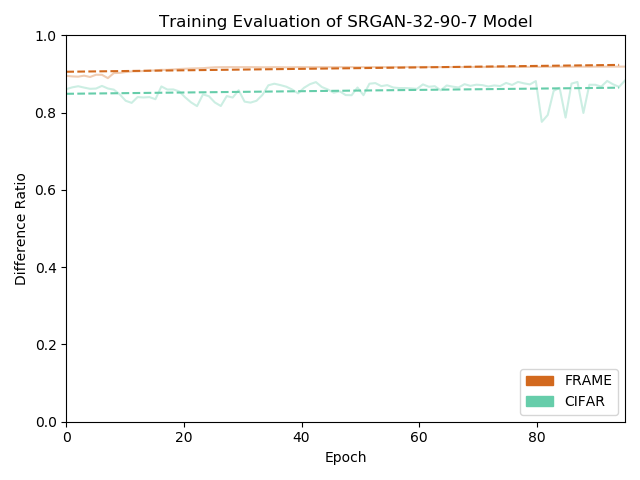 Training Evaluation of SRGAN-32-90-7 Model
1.0
0.8
0.6
0.4
0.2
0.0
Difference Ratio
0 20 40 60 80
Epoch
FRAME
CIFAR